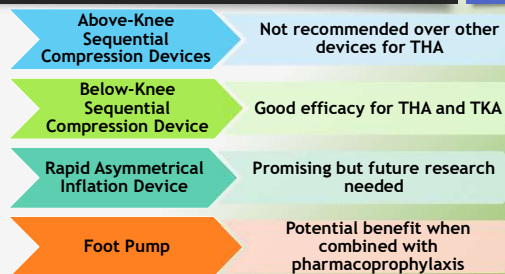 Above-Knee
Sequential
Compression Devices
Not recommended over other
devices for THA
Below-Knee
Sequential
Compression Device
Good efficacy for THA and TKA
Rapid Asymmetrical
Inflation Device
Promising but future research
needed
Foot Pump
Potential benefit when
combined with
pharmacoprophylaxis